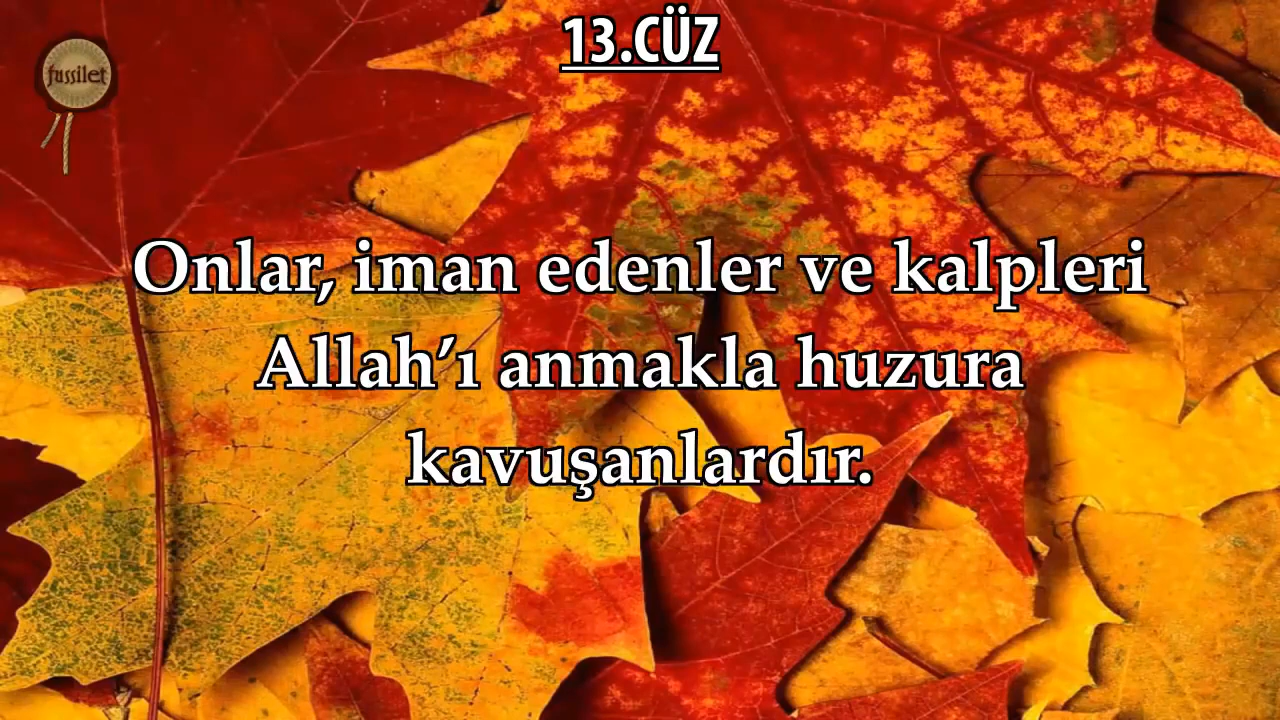 13.CÜZ
fussilet
Onlar, iman edenler ve kalpleri
Allah’ı anmakla huzura
kavuşanlardır.